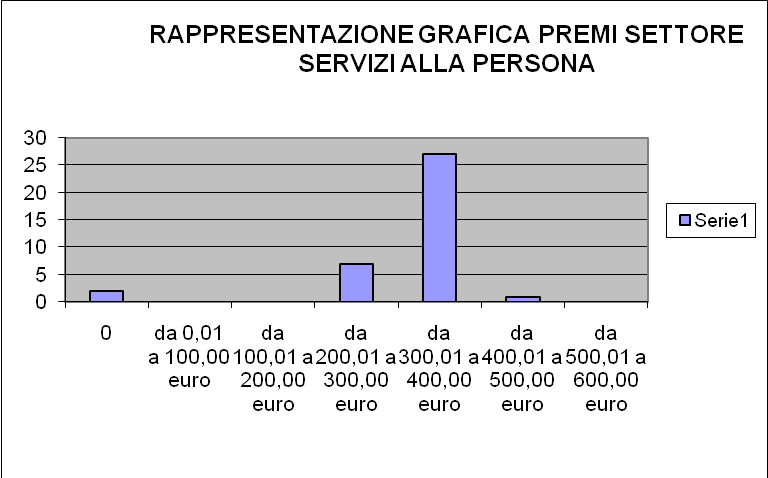 RAPPRESENTAZIONE GRAFICA PREMI SETTORE
SERVIZI ALLA PERSONA
30
25
20
15
10
5
0
Serie1
0
da 0,01
a 100,00
euro
da
100,01 a
200,00
euro
da
200,01 a
300,00
euro
da
300,01 a
400,00
euro
da
400,01 a
500,00
euro
da
500,01 a
600,00
euro